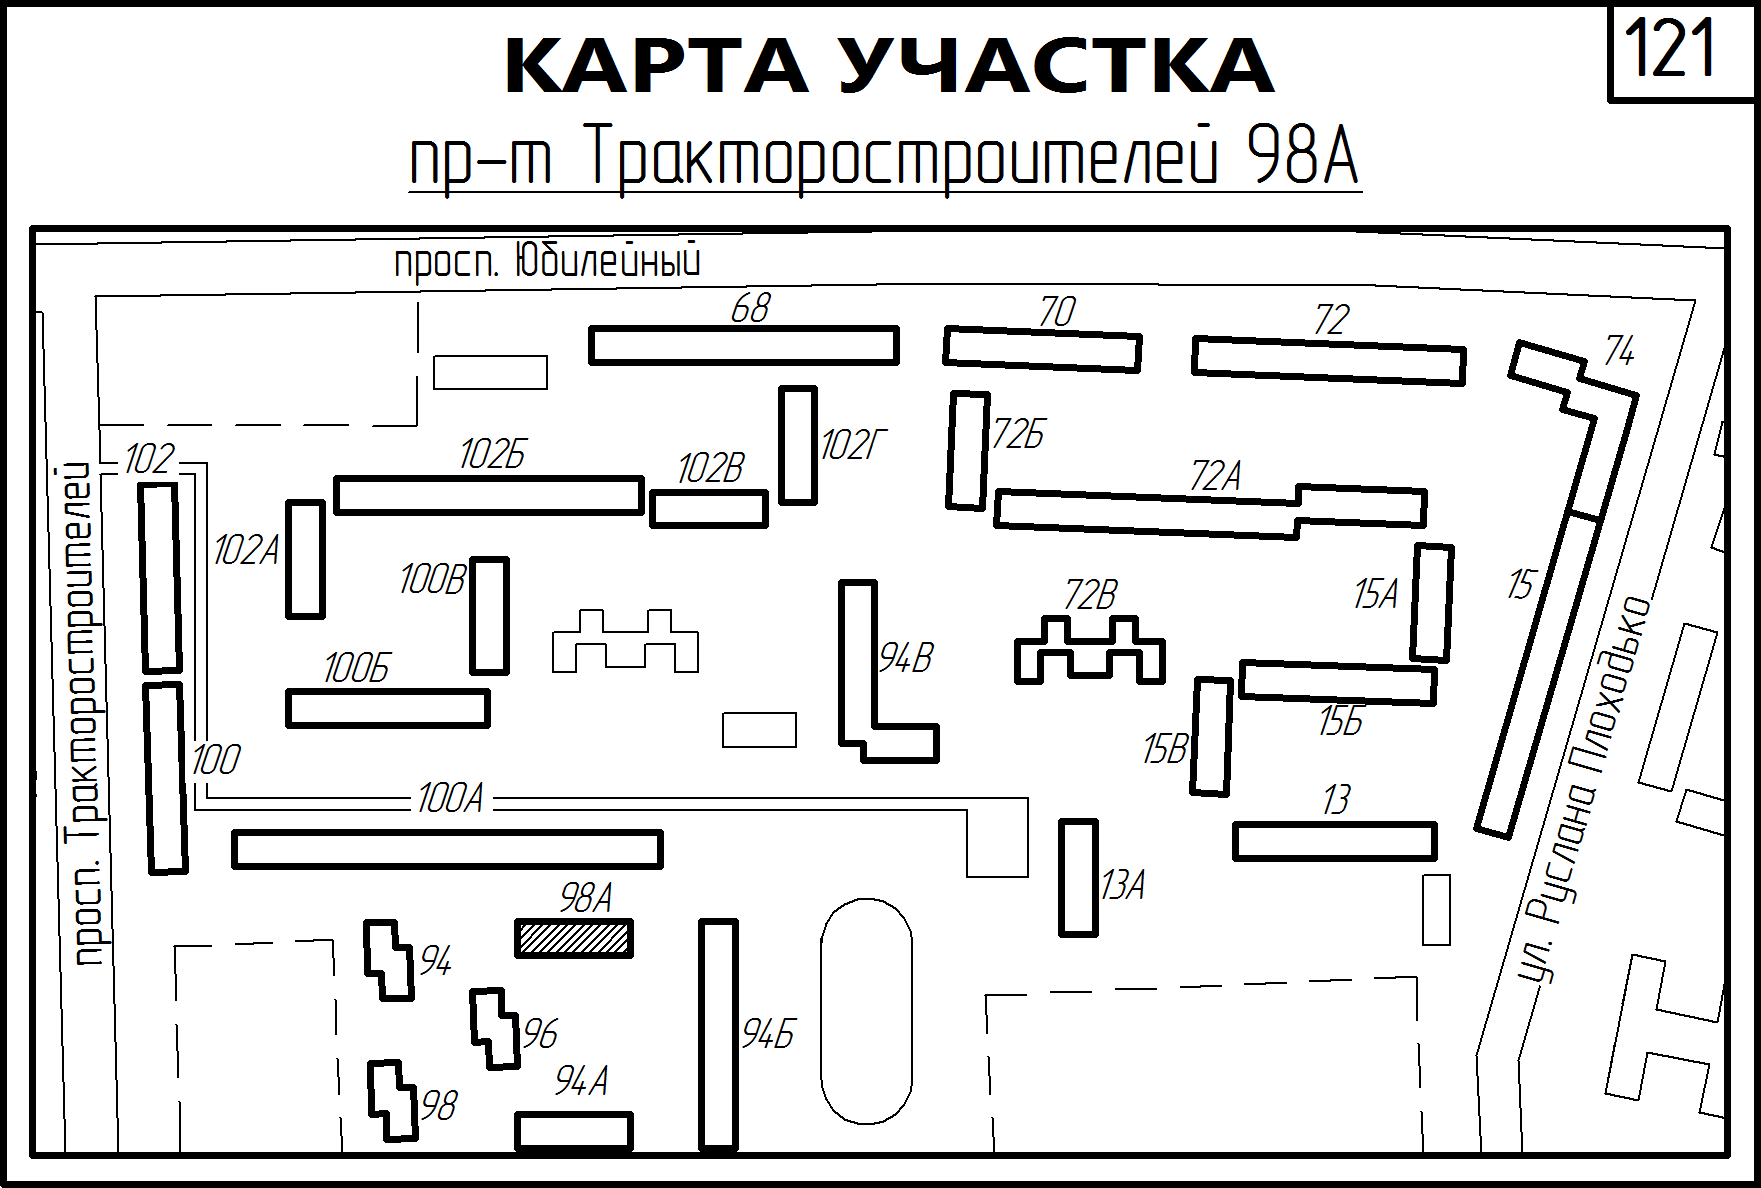 121
КАРТА УЧАСТКА
пр-т Тракторостроителей 98А
просп. Юбилейный
68
70
72
74
102
102Б
102В
102Г
72Б
72А
102А
100В
15А
15
72В
100Б
94В
15Б
15В
100
100А
13
просп. Тракторостроителей
ул. Руслана Плоходько
98А
13А
94
96
94Б
94А
98